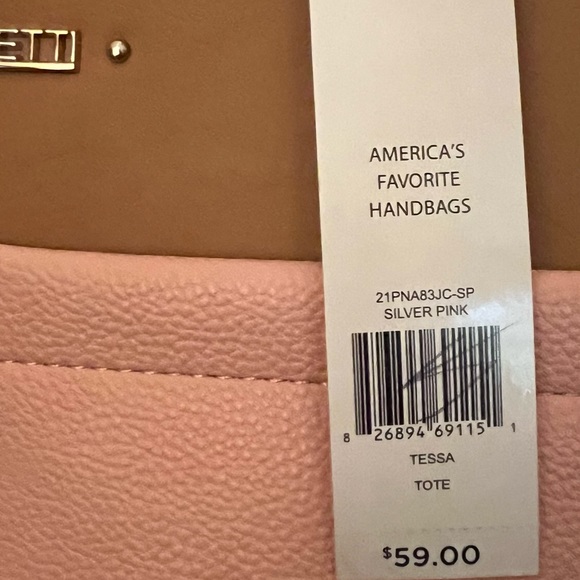 ETTI
AMERICA'S
FAVORITE
HANDBAGS
21PNA83JC-SP
SILVER PINK
8 26894 69115 1
TESSA
TOTE
$59.00